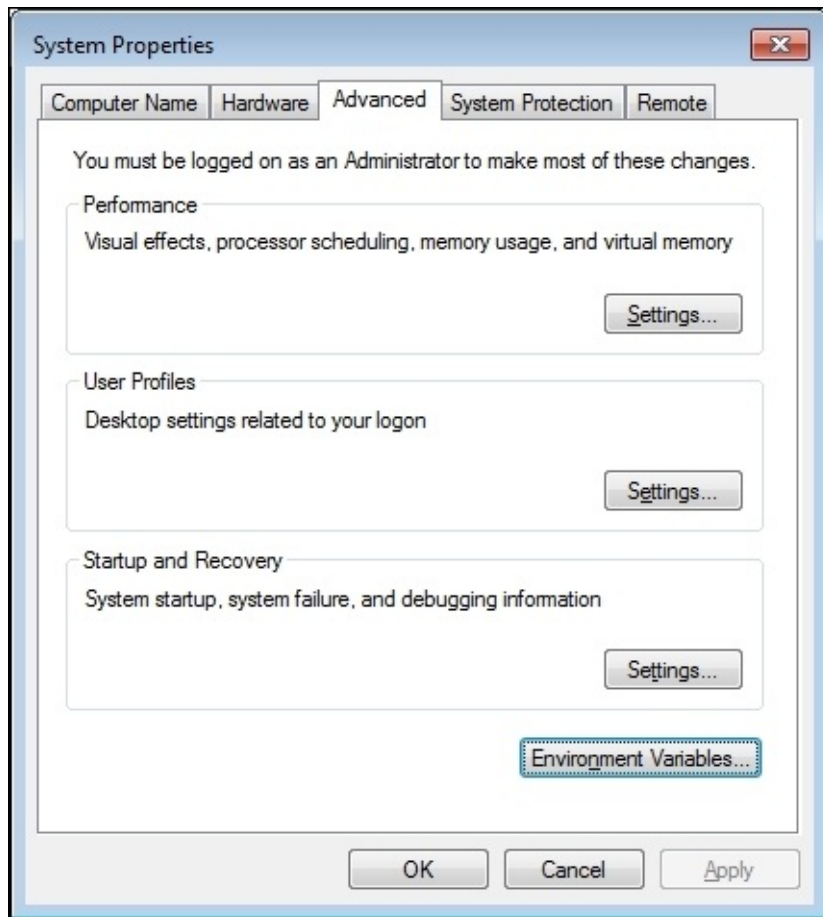 System Properties
Computer Name Hardware Advanced System Protection Remote
You must be logged on as an Administrator to make most of these changes.
Performance
Visual effects, processor scheduling, memory usage, and virtual memory
Settings...
User Profiles
Desktop settings related to your logon
Settings...
Startup and Recovery
System startup, system failure, and debugging information
Settings...
Environment Variables...
OK Cancel Apply